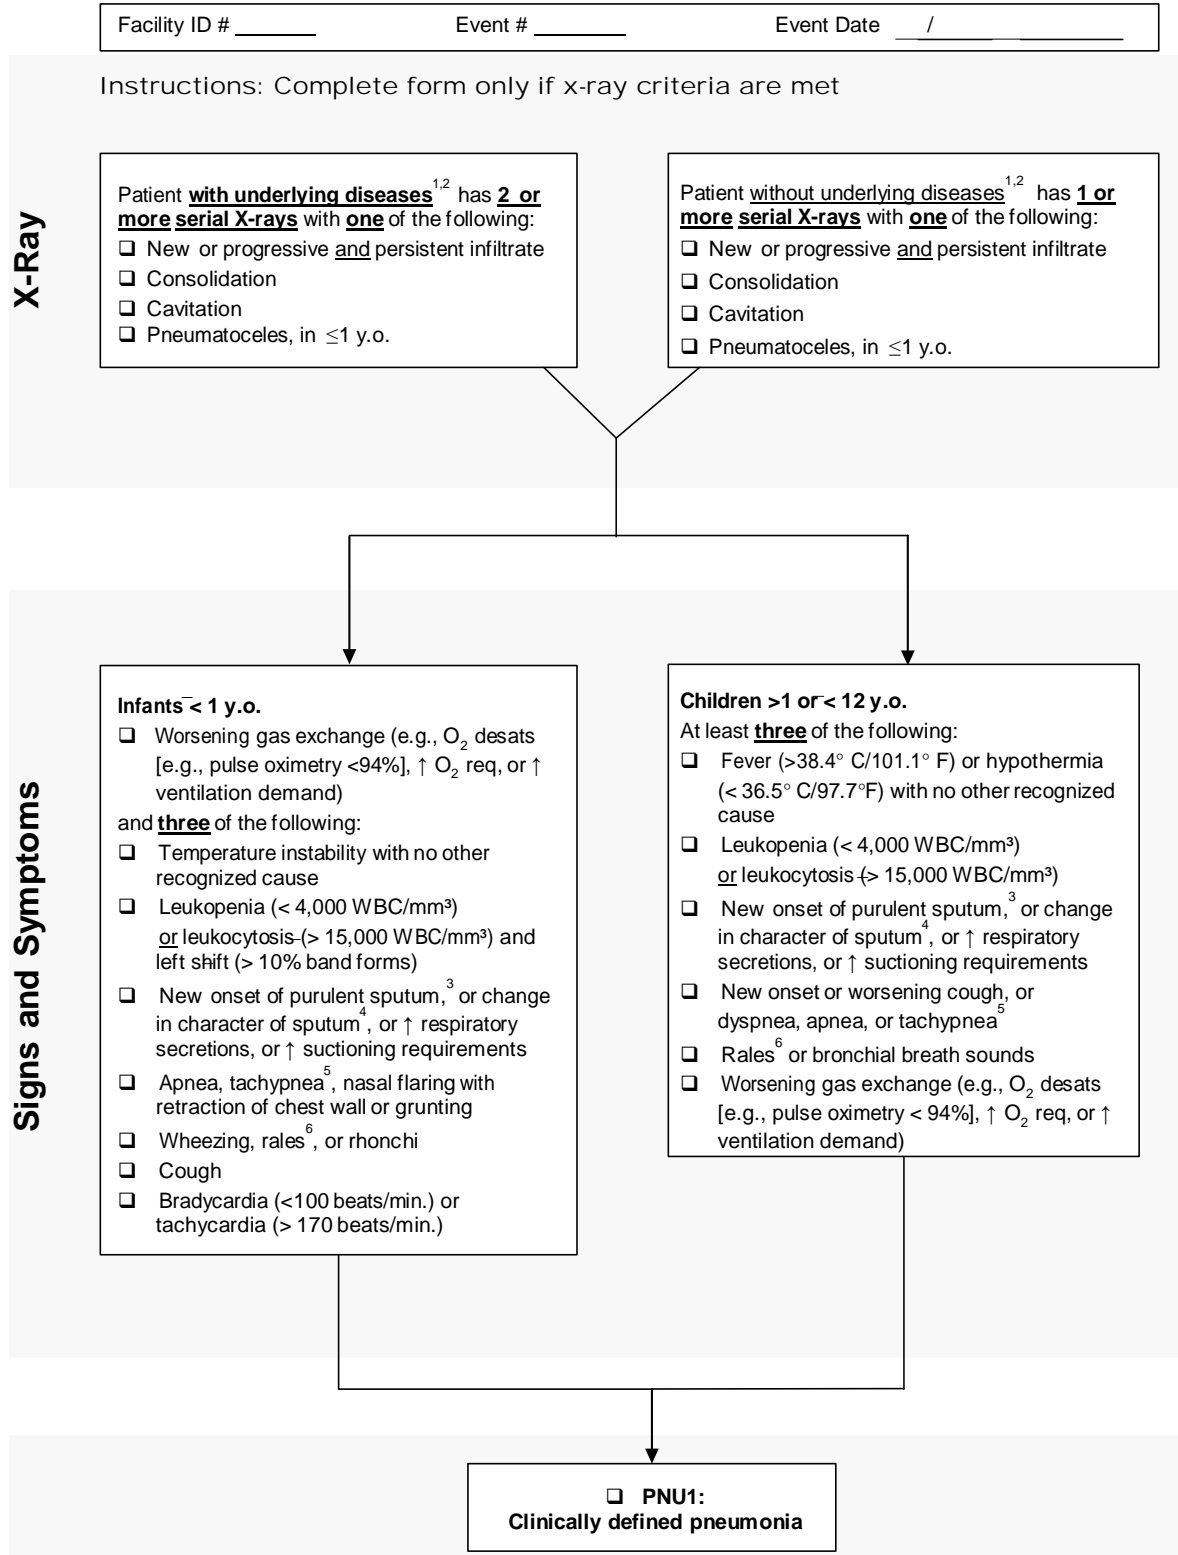 Facility ID # _______ Event # ________ Event Date ___/______ _________
Instructions: Complete form only if x-ray criteria are met
X-Ray
Patient with underlying diseases1,2 has 2 or
more serial X-rays with one of the following:
❑ New or progressive and persistent infiltrate
❑ Consolidation
❑ Cavitation
❑ Pneumatoceles, in ≤1 y.o.
Patient without underlying diseases1,2 has 1 or
more serial X-rays with one of the following:
❑ New or progressive and persistent infiltrate
❑ Consolidation
❑ Cavitation
❑ Pneumatoceles, in ≤1 y.o.
Signs and Symptoms
Infants < 1 y.o.
❑ Worsening gas exchange (e.g., O2 desats
[e.g., pulse oximetry <94%], ↑ O2 req, or ↑
ventilation demand)
and three of the following:
❑ Temperature instability with no other
recognized cause
❑ Leukopenia (< 4,000 WBC/mm³)
or leukocytosis (> 15,000 WBC/mm³) and
left shift (> 10% band forms)
❑ New onset of purulent sputum,3 or change
in character of sputum4, or ↑ respiratory
secretions, or ↑ suctioning requirements
❑ Apnea, tachypnea5, nasal flaring with
retraction of chest wall or grunting
❑ Wheezing, rales6, or rhonchi
❑ Cough
❑ Bradycardia (<100 beats/min.) or
tachycardia (> 170 beats/min.)
Children >1 or < 12 y.o.
At least three of the following:
❑ Fever (>38.4° C/101.1° F) or hypothermia
(< 36.5° C/97.7°F) with no other recognized
cause
❑ Leukopenia (< 4,000 WBC/mm³)
or leukocytosis (> 15,000 WBC/mm³)
❑ New onset of purulent sputum,3 or change
in character of sputum4, or ↑ respiratory
secretions, or ↑ suctioning requirements
❑ New onset or worsening cough, or
dyspnea, apnea, or tachypnea5
❑ Rales6 or bronchial breath sounds
❑ Worsening gas exchange (e.g., O2 desats
[e.g., pulse oximetry < 94%], ↑ O2 req, or ↑
ventilation demand)
❑ PNU1:
Clinically defined pneumonia